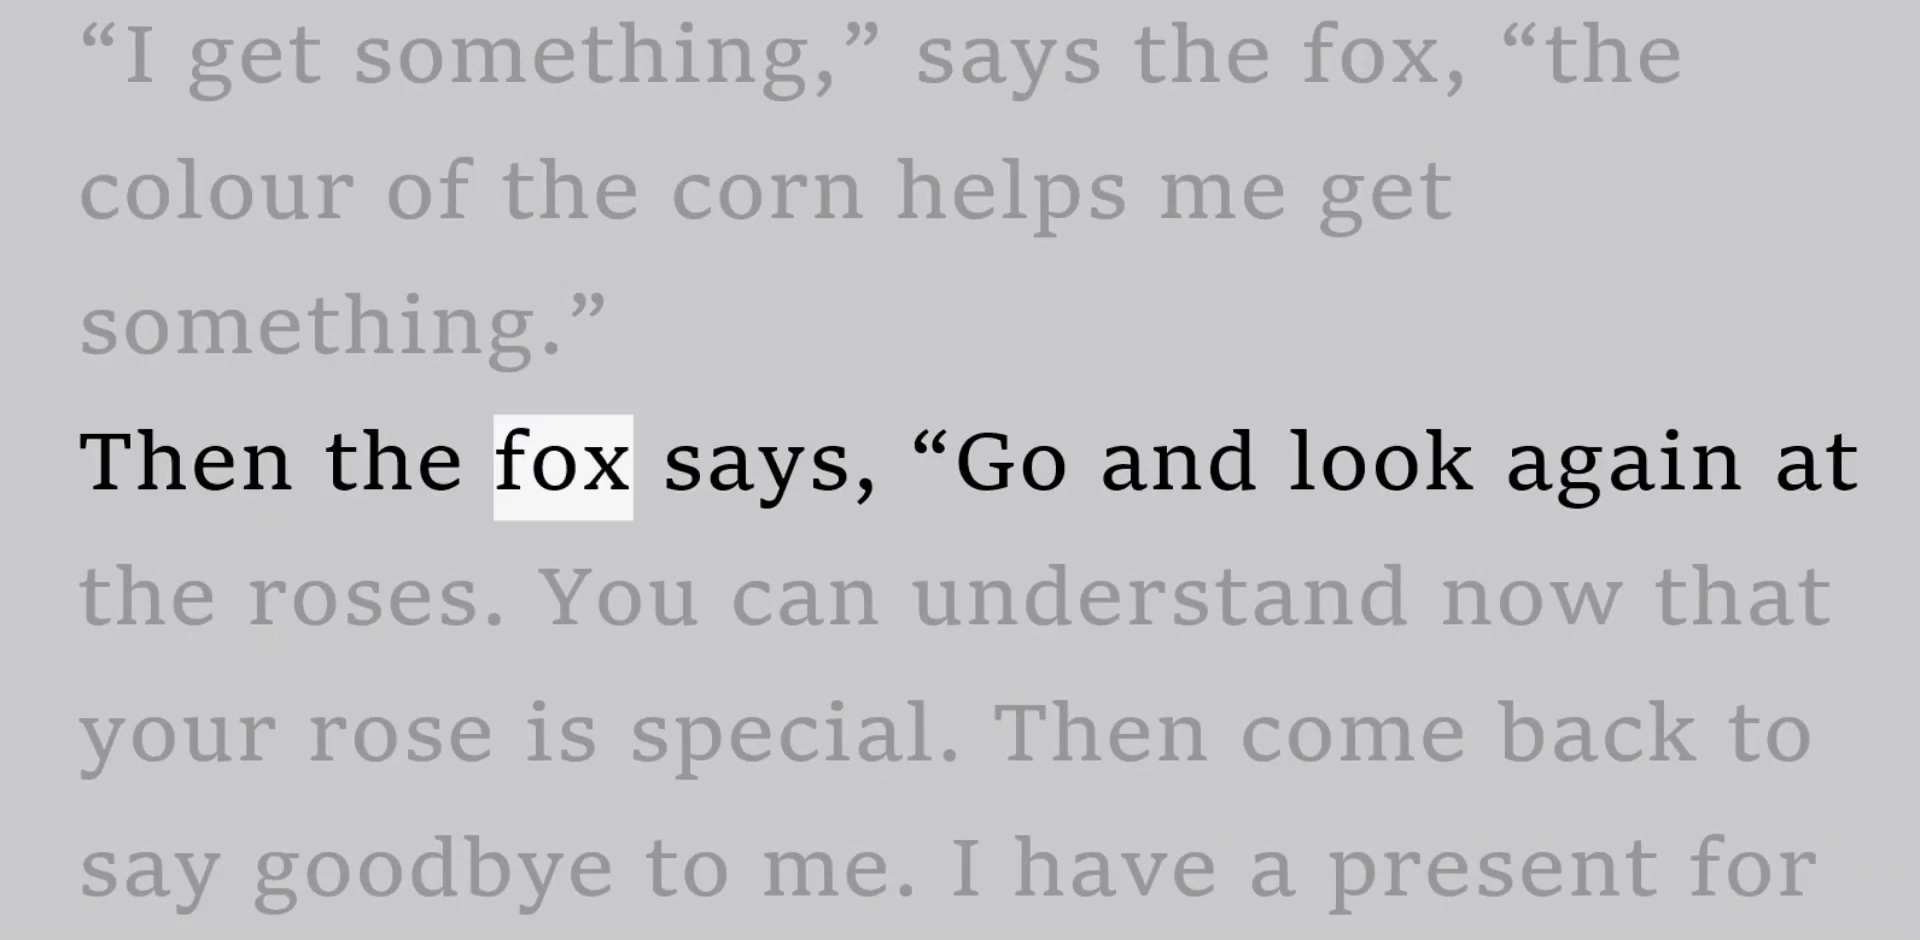 “I get something,” says the fox, “the
colour of the corn helps me get
something.”
Then the fox says, “Go and look again at
the roses. You can understand now that
your rose is special. Then come back to
say goodbye to me. I have a present for